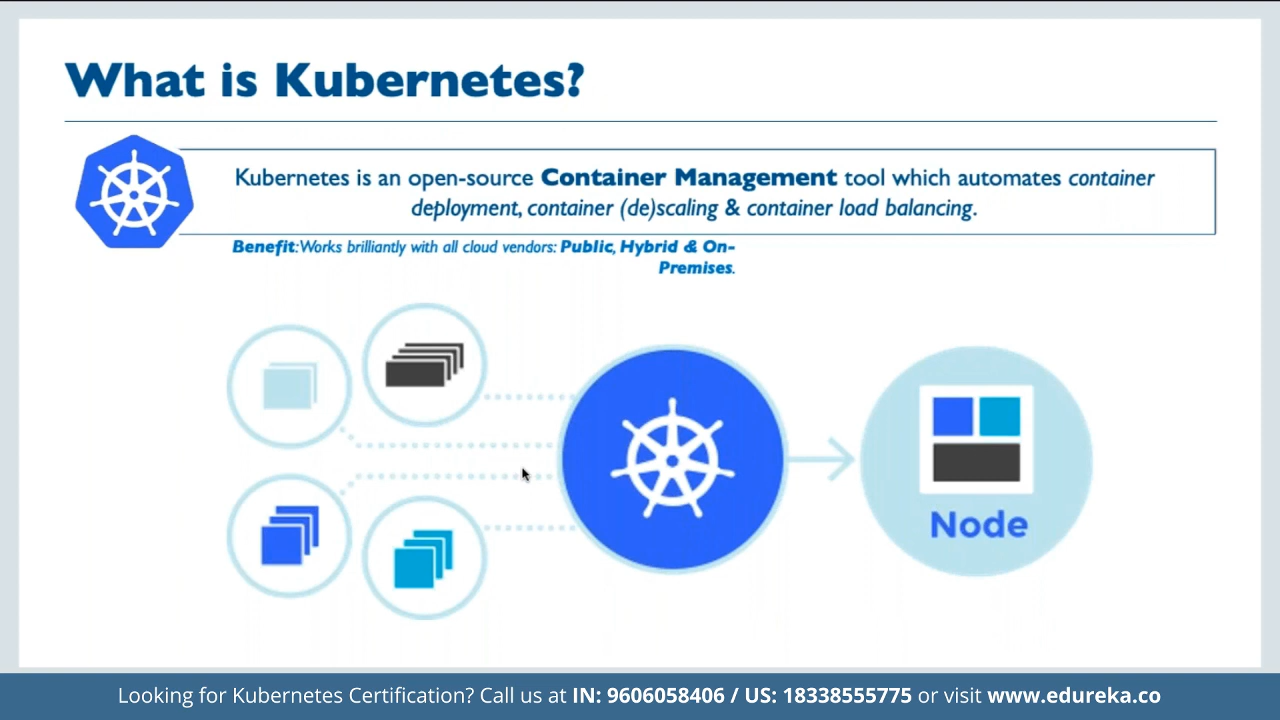 What is Kubernetes?
Kubernetes is an open-source Container Management tool which automates container
deployment, container (de)scaling & container load balancing.
Benefit:Works brilliantly with all cloud vendors: Public, Hybrid & On-
Premises.
Node
Looking for Kubernetes Certification? Call us at IN: 9606058406 / US: 18338555775 or visit www.edureka.co